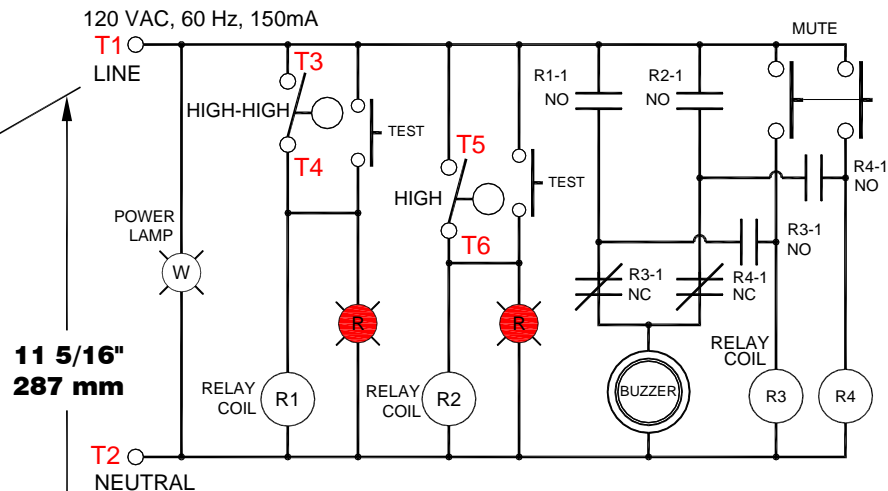 120 VAC, 60 Hz, 150mA
T1
LINE
MUTE
T3
R1-1
NO
R2-1
NO
HIGH-HIGH
TEST
T4
T5
HIGH
TEST
T6
R4-1
NO
R3-1
NO
POWER
LAMP
W
R3-1
NC
R4-1
NC
R
R
11 5/16"
287 mm
RELAY
COIL
R1
RELAY
COIL
R2
BUZZER
RELAY
COIL
R3
R4
T2
NEUTRAL